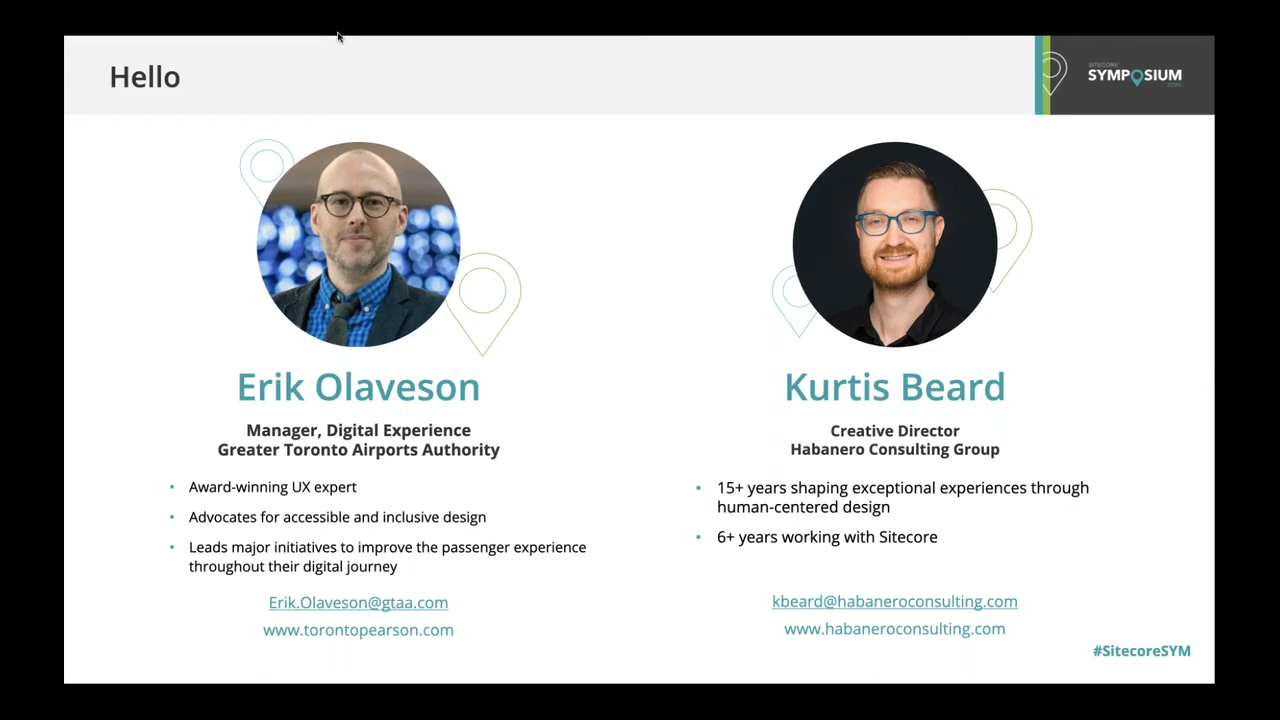 Hello
SITECORE
SYMPOSIUM
2020
Erik Olaveson
Manager, Digital Experience
Greater Toronto Airports Authority
• Award-winning UX expert
• Advocates for accessible and inclusive design
• Leads major initiatives to improve the passenger experience
throughout their digital journey
Erik.Olaveson@gtaa.com
www.torontopearson.com
Kurtis Beard
Creative Director
Habanero Consulting Group
• 15+ years shaping exceptional experiences through
human-centered design
• 6+ years working with Sitecore
kbeard@habaneroconsulting.com
www.habaneroconsulting.com
#SitecoreSYM